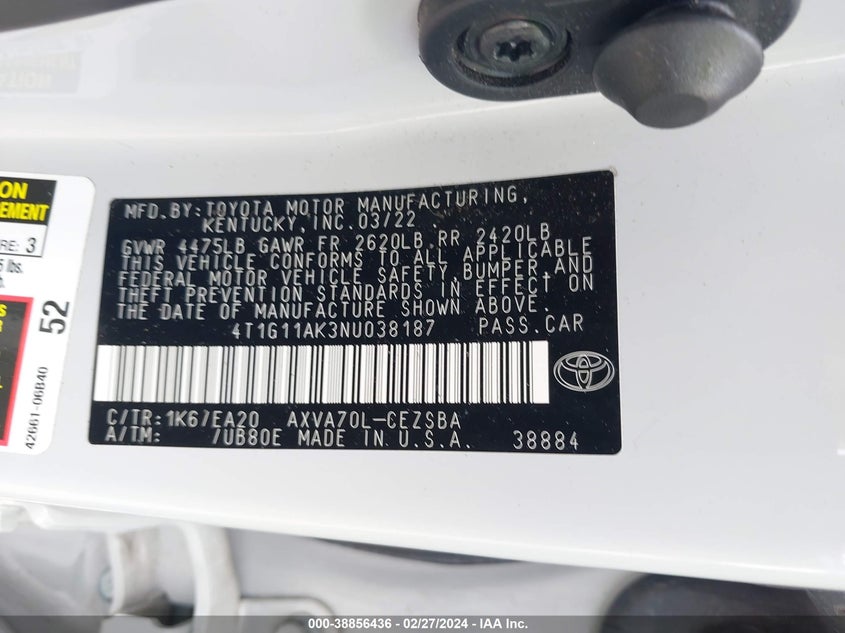 MFD.BY:TOYOTA MOTOR MANUFACTURING,
KENTUCKY,INC.03/22
GVWR 4475LB GAWR FR 2620LB RR 2420LB
THIS VEHICLE CONFORMS TO ALL APPLICABLE
FEDERAL MOTOR VEHICLE SAFETY,BUMPER,AND
THEFT PREVENTION STANDARDS IN EFFECT ON
THE DATE OF MANUFACTURE SHOWN ABOVE.
4T1G11AK3NU038187 PASS.CAR
C/TR:1K6/EA20 AXVA70L-CEZSBA
A/TM: /UB80E MADE IN U.S.A. 38884
ON
EMENT
RE: 3
lbs.
52
42661-06B40
000-38856436 - 02/27/2024 - IAA Inc.